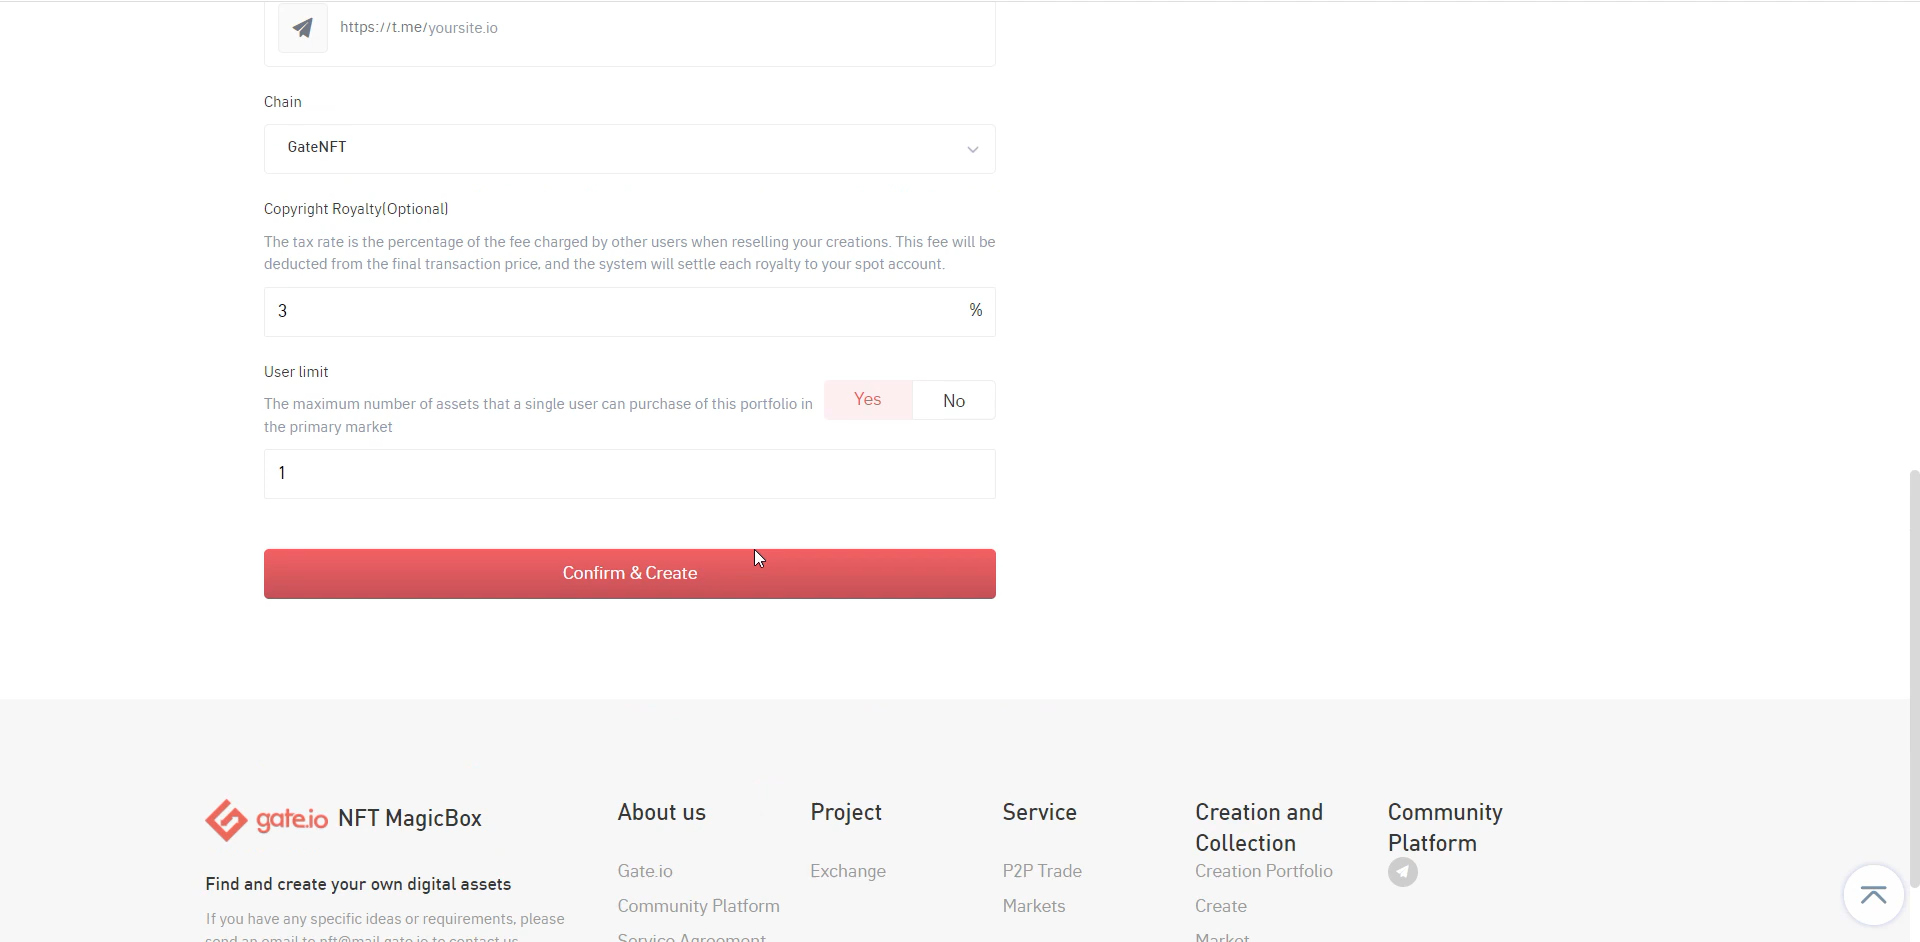 https://t.me/yoursite.io
Chain
GateNFT
Copyright Royalty(Optional)
The tax rate is the percentage of the fee charged by other users when reselling your creations. This fee will be
deducted from the final transaction price, and the system will settle each royalty to your spot account.
3 %
User limit
The maximum number of assets that a single user can purchase of this portfolio in
the primary market
Yes No
1
Confirm & Create
gate.io NFT MagicBox
Find and create your own digital assets
If you have any specific ideas or requirements, please
send an email to nft@mail.gate.io to contact us
About us
Gate.io
Community Platform
Service Agreement
Project
Exchange
Service
P2P Trade
Markets
Creation and
Collection
Creation Portfolio
Create
Market
Community
Platform